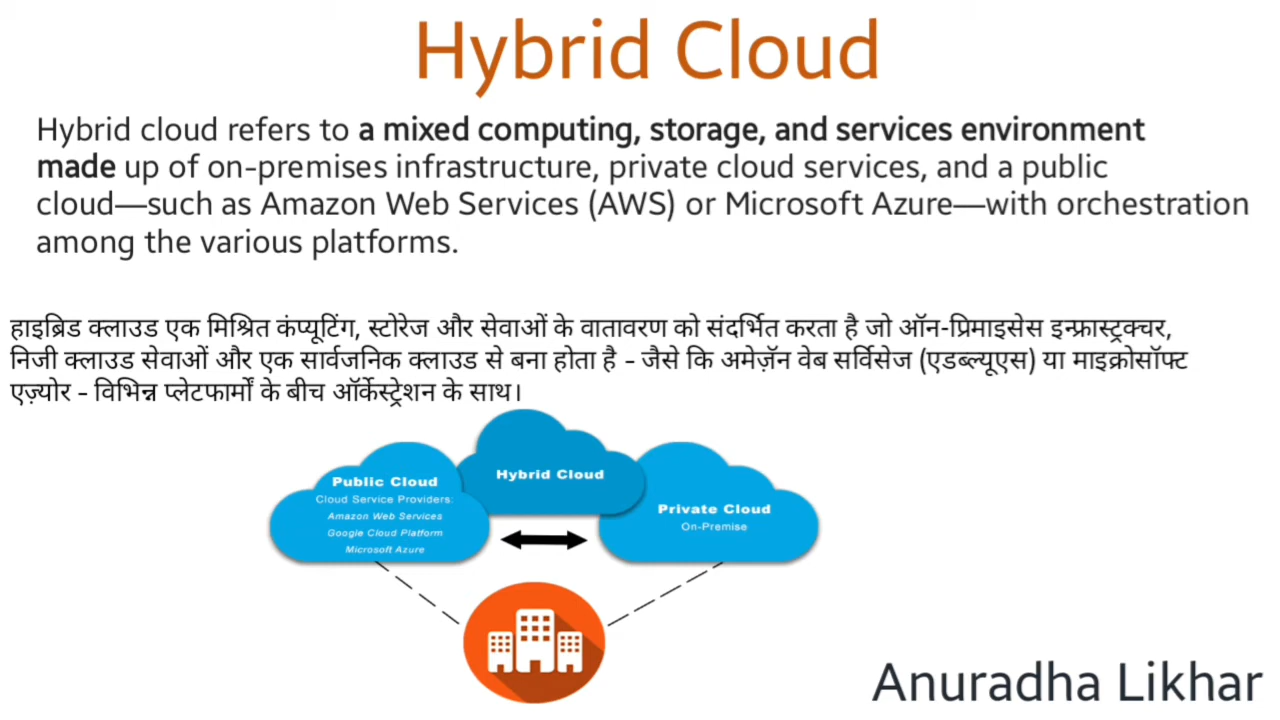 Hybrid Cloud
Hybrid cloud refers to a mixed computing, storage, and services environment
made up of on-premises infrastructure, private cloud services, and a public
cloud—such as Amazon Web Services (AWS) or Microsoft Azure—with orchestration
among the various platforms.
हाइब्रिड क्लाउड एक मिश्रित कंप्यूटिंग, स्टोरेज और सेवाओं के वातावरण को संदर्भित करता है जो ऑन-प्रिमाइसेस इन्फ्रास्ट्रक्चर,
निजी क्लाउड सेवाओं और एक सार्वजनिक क्लाउड से बना होता है – जैसे कि अमेज़ॅन वेब सर्विसेज (एडब्ल्यूएस) या माइक्रोसॉफ्ट
एज़्योर – विभिन्न प्लेटफार्मों के बीच ऑर्केस्ट्रेशन के साथ।
Hybrid Cloud
Public Cloud
Cloud Service Providers:
Amazon Web Services
Google Cloud Platform
Microsoft Azure
Private Cloud
On-Premise
Anuradha Likhar